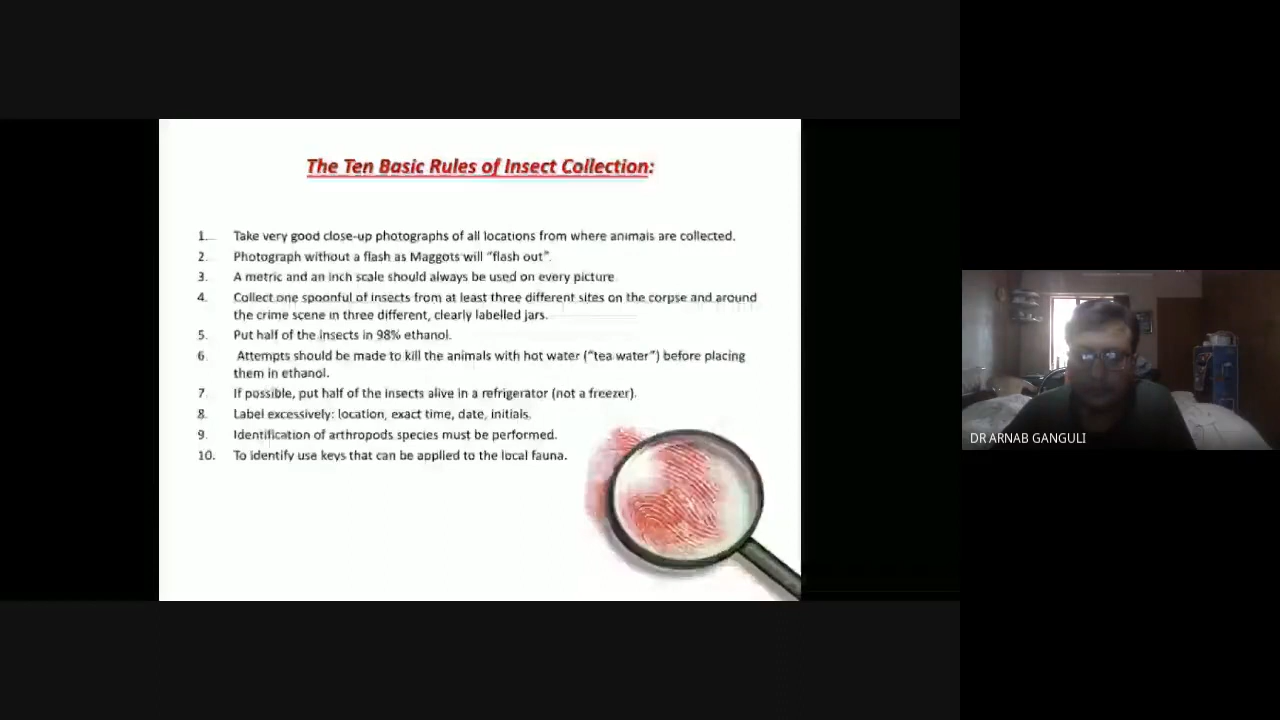 The Ten Basic Rules of Insect Collection:
1. Take very good close-up photographs of all locations from where animals are collected.
2. Photograph without a flash as Maggots will “flash out”.
3. A metric and an inch scale should always be used on every picture
4. Collect one spoonful of insects from at least three different sites on the corpse and around
the crime scene in three different, clearly labelled jars.
5. Put half of the insects in 98% ethanol.
6. Attempts should be made to kill the animals with hot water (“tea water”) before placing
them in ethanol.
7. If possible, put half of the insects alive in a refrigerator (not a freezer).
8. Label excessively: location, exact time, date, initials.
9. Identification of arthropods species must be performed.
10. To identify use keys that can be applied to the local fauna.
DR ARNAB GANGULI